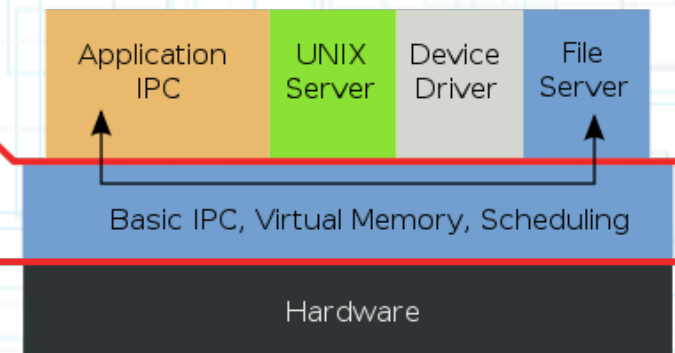 Application
IPC
UNIX
Server
Device
Driver
File
Server
Basic IPC, Virtual Memory, Scheduling
Hardware